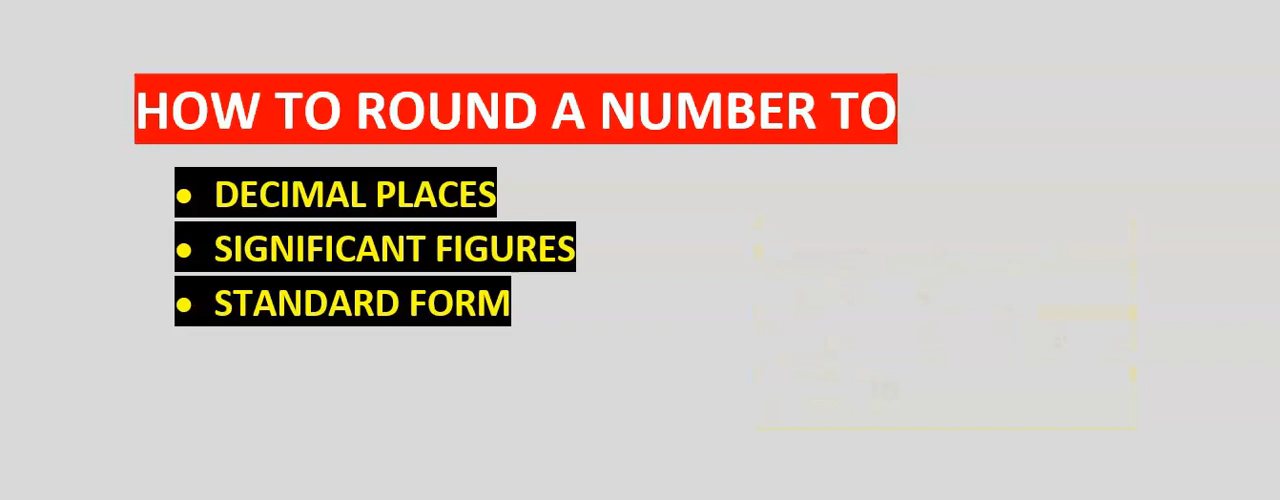 HOW TO ROUND A NUMBER TO
• DECIMAL PLACES
• SIGNIFICANT FIGURES
• STANDARD FORM